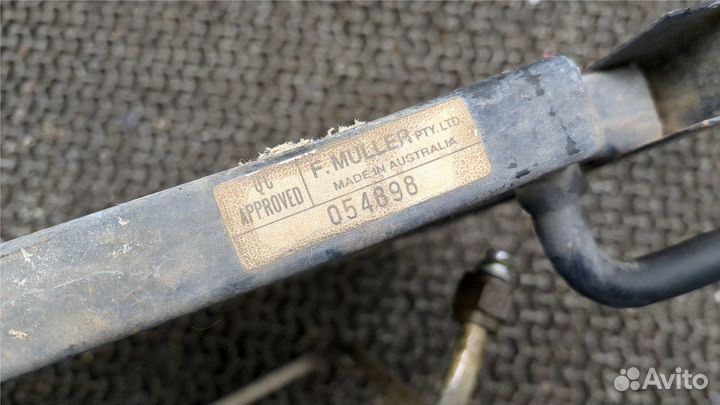 QC
APPROVED
F. MULLER PTY. LTD
MADE IN AUSTRALIA
054898
Avito